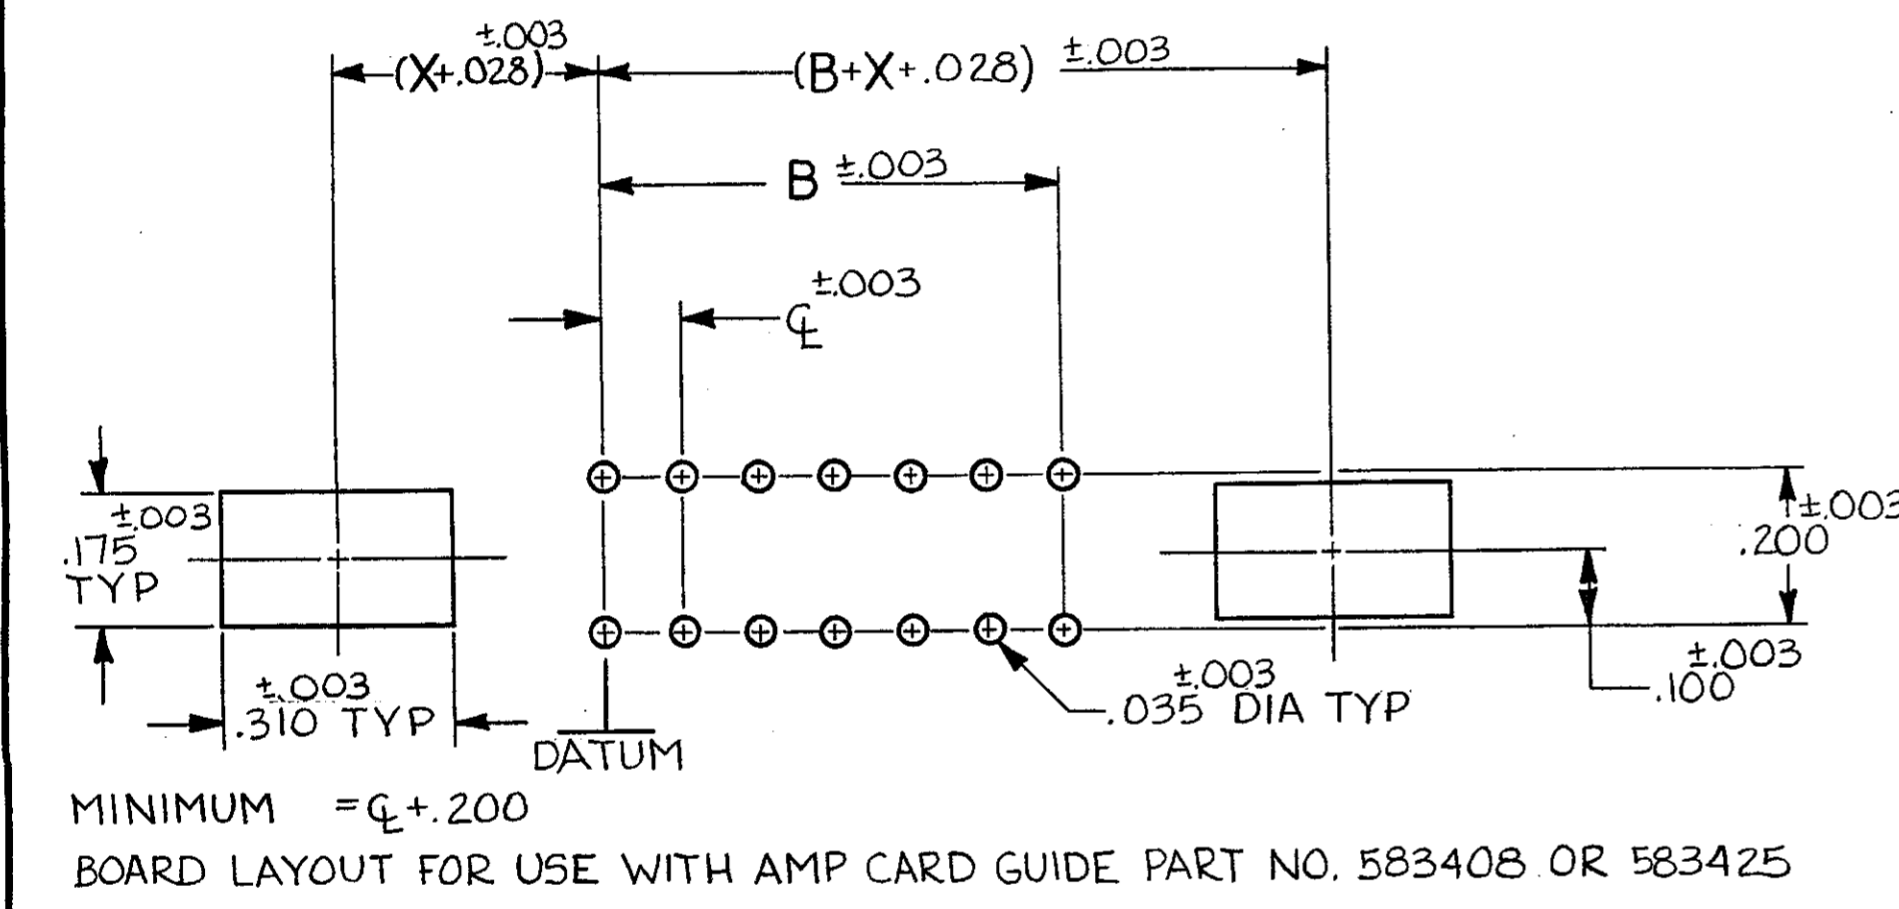 ±.003
(X+.028)
(B+X+.028) ±.003
B ±.003
±.003
℄
±.003
.175
TYP
±.003
.200
±.003
.310 TYP
±.003
.035 DIA TYP
±.003
.100
DATUM
MINIMUM =℄+.200
BOARD LAYOUT FOR USE WITH AMP CARD GUIDE PART NO. 583408 OR 583425